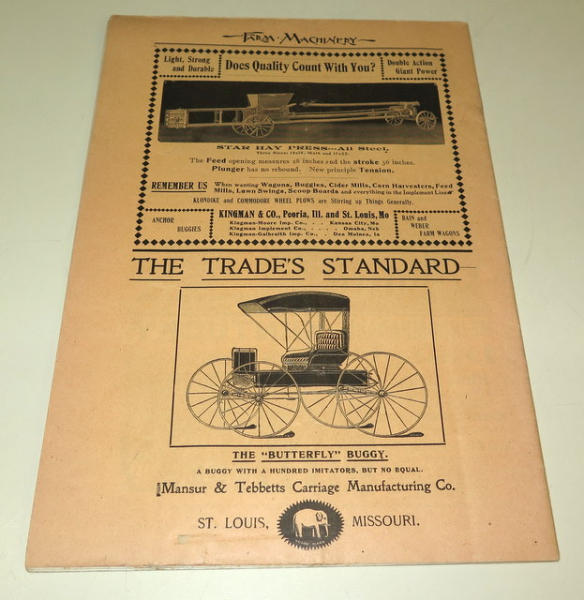 FARM MACHINERY
Light, Strong and Durable
Does Quality Count With You?
Double Action Giant Power
STAR HAY PRESS—All Steel.
The Feed opening measures 28 inches and the stroke 36 inches.
Plunger has no rebound. New principle Tension.
REMEMBER US When wanting Wagons, Buggies, Cider Mills, Corn Harvesters, Feed
Mills, Lawn Swings, Scoop Boards and everything in the Implement Line
KLONDIKE and COMMODORE WHEEL PLOWS are Stirring up Things Generally.
ANCHOR
BUGGIES
KINGMAN & CO., Peoria, Ill. and St. Louis, Mo
Kingman-Moore Imp. Co., . . . Kansas City, Mo
Kingman Implement Co., . . . . Omaha, Neb
Kingman-Galbraith Imp. Co., . . Des Moines, Ia
BAIN and
WEBER
FARM WAGONS
THE TRADE'S STANDARD
THE "BUTTERFLY" BUGGY.
A BUGGY WITH A HUNDRED IMITATORS, BUT NO EQUAL.
Mansur & Tebbetts Carriage Manufacturing Co.
ST. LOUIS, MISSOURI.